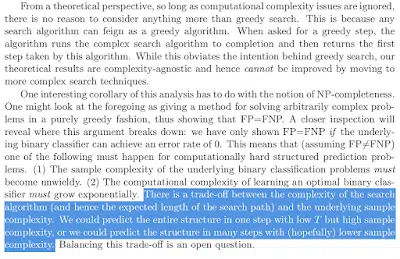 From a theoretical perspective, so long as computational complexity issues are ignored,
there is no reason to consider anything more than greedy search. This is because any
search algorithm can feign as a greedy algorithm. When asked for a greedy step, the
algorithm runs the complex search algorithm to completion and then returns the first
step taken by this algorithm. While this obviates the intention behind greedy search, our
theoretical results are complexity-agnostic and hence cannot be improved by moving to
more complex search techniques.
One interesting corollary of this analysis has to do with the notion of NP-completeness.
One might look at the foregoing as giving a method for solving arbitrarily complex prob-
lems in a purely greedy fashion, thus showing that FP=FNP. A closer inspection will
reveal where this argument breaks down: we have only shown FP=FNP if the underly-
ing binary classifier can achieve an error rate of 0. This means that (assuming FP≠FNP)
one of the following must happen for computationally hard structured prediction prob-
lems. (1) The sample complexity of the underlying binary classification problems must
become unwieldy. (2) The computational complexity of learning an optimal binary clas-
sifier must grow exponentially. There is a trade-off between the complexity of the search
algorithm (and hence the expected length of the search path) and the underlying sample
complexity. We could predict the entire structure in one step with low T but high sample
complexity, or we could predict the structure in many steps with (hopefully) lower sample
complexity. Balancing this trade-off is an open question.